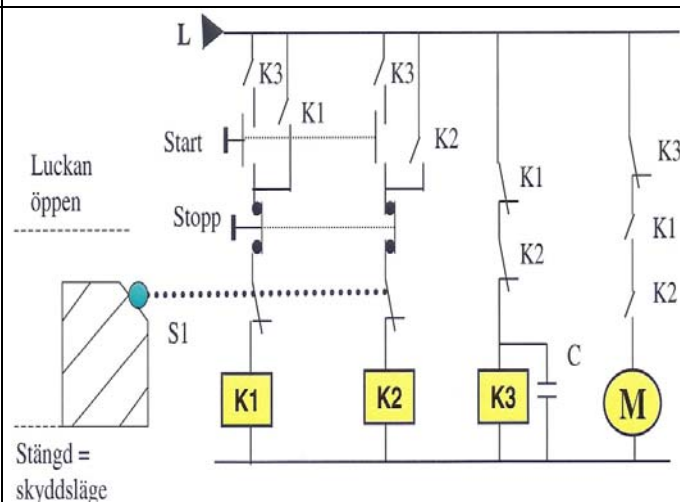 L
K3
K3
K1
Start
K2
K3
Luckan
öppen
K1
Stopp
K1
K2
K2
S1
C
K1
K2
K3
M
Stängd =
skyddsläge